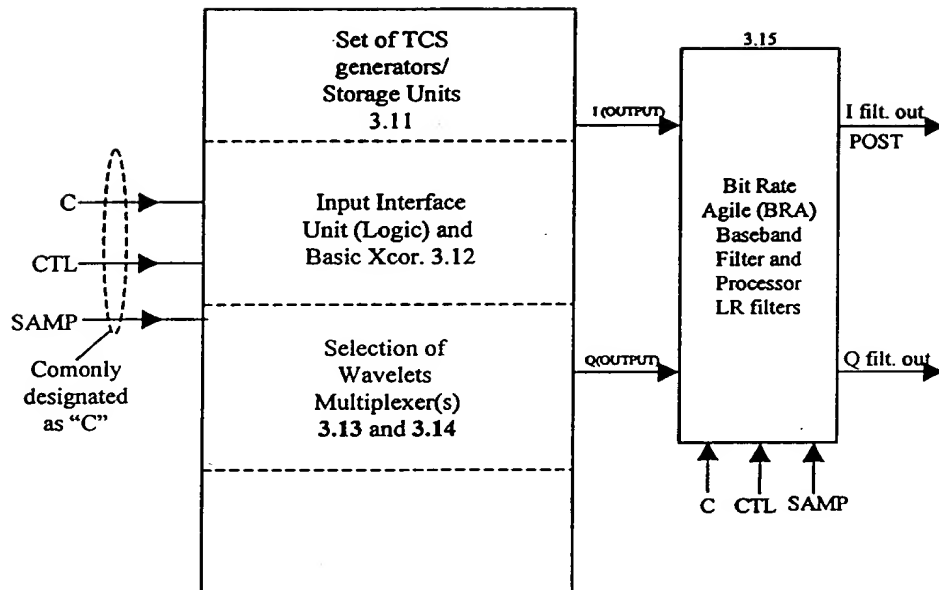 Set of TCS
generators/
Storage Units
3.11
C
CTL
SAMP
Comonly
designated
as “C”
Input Interface
Unit (Logic) and
Basic Xcor. 3.12
Selection of
Wavelets
Multiplexer(s)
3.13 and 3.14
I (OUTPUT)
Q(OUTPUT)
3.15
Bit Rate
Agile (BRA)
Baseband
Filter and
Processor
LR filters
I filt. out
POST
Q filt. out
C CTL SAMP